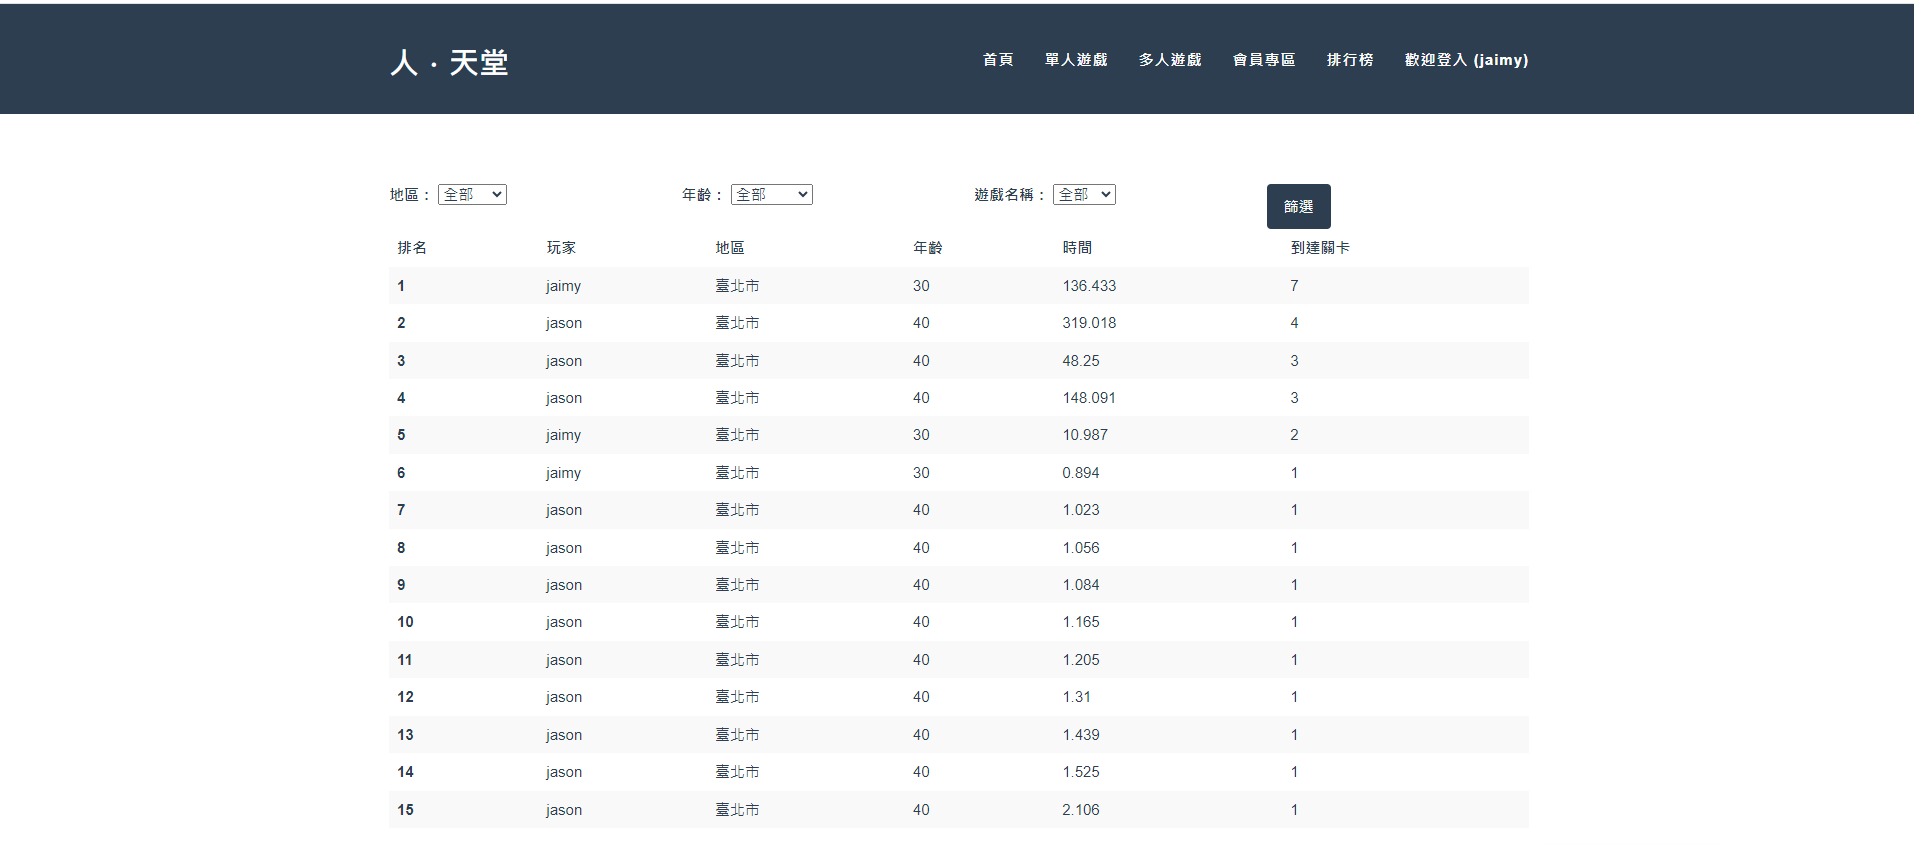 人．天堂 首頁 單人遊戲 多人遊戲 會員專區 排行榜 歡迎登入 (jaimy)
地區： 全部 年齡： 全部 遊戲名稱： 全部 篩選
排名 玩家 地區 年齡 時間 到達關卡
1 jaimy 臺北市 30 136.433 7
2 jason 臺北市 40 319.018 4
3 jason 臺北市 40 48.25 3
4 jason 臺北市 40 148.091 3
5 jaimy 臺北市 30 10.987 2
6 jaimy 臺北市 30 0.894 1
7 jason 臺北市 40 1.023 1
8 jason 臺北市 40 1.056 1
9 jason 臺北市 40 1.084 1
10 jason 臺北市 40 1.165 1
11 jason 臺北市 40 1.205 1
12 jason 臺北市 40 1.31 1
13 jason 臺北市 40 1.439 1
14 jason 臺北市 40 1.525 1
15 jason 臺北市 40 2.106 1